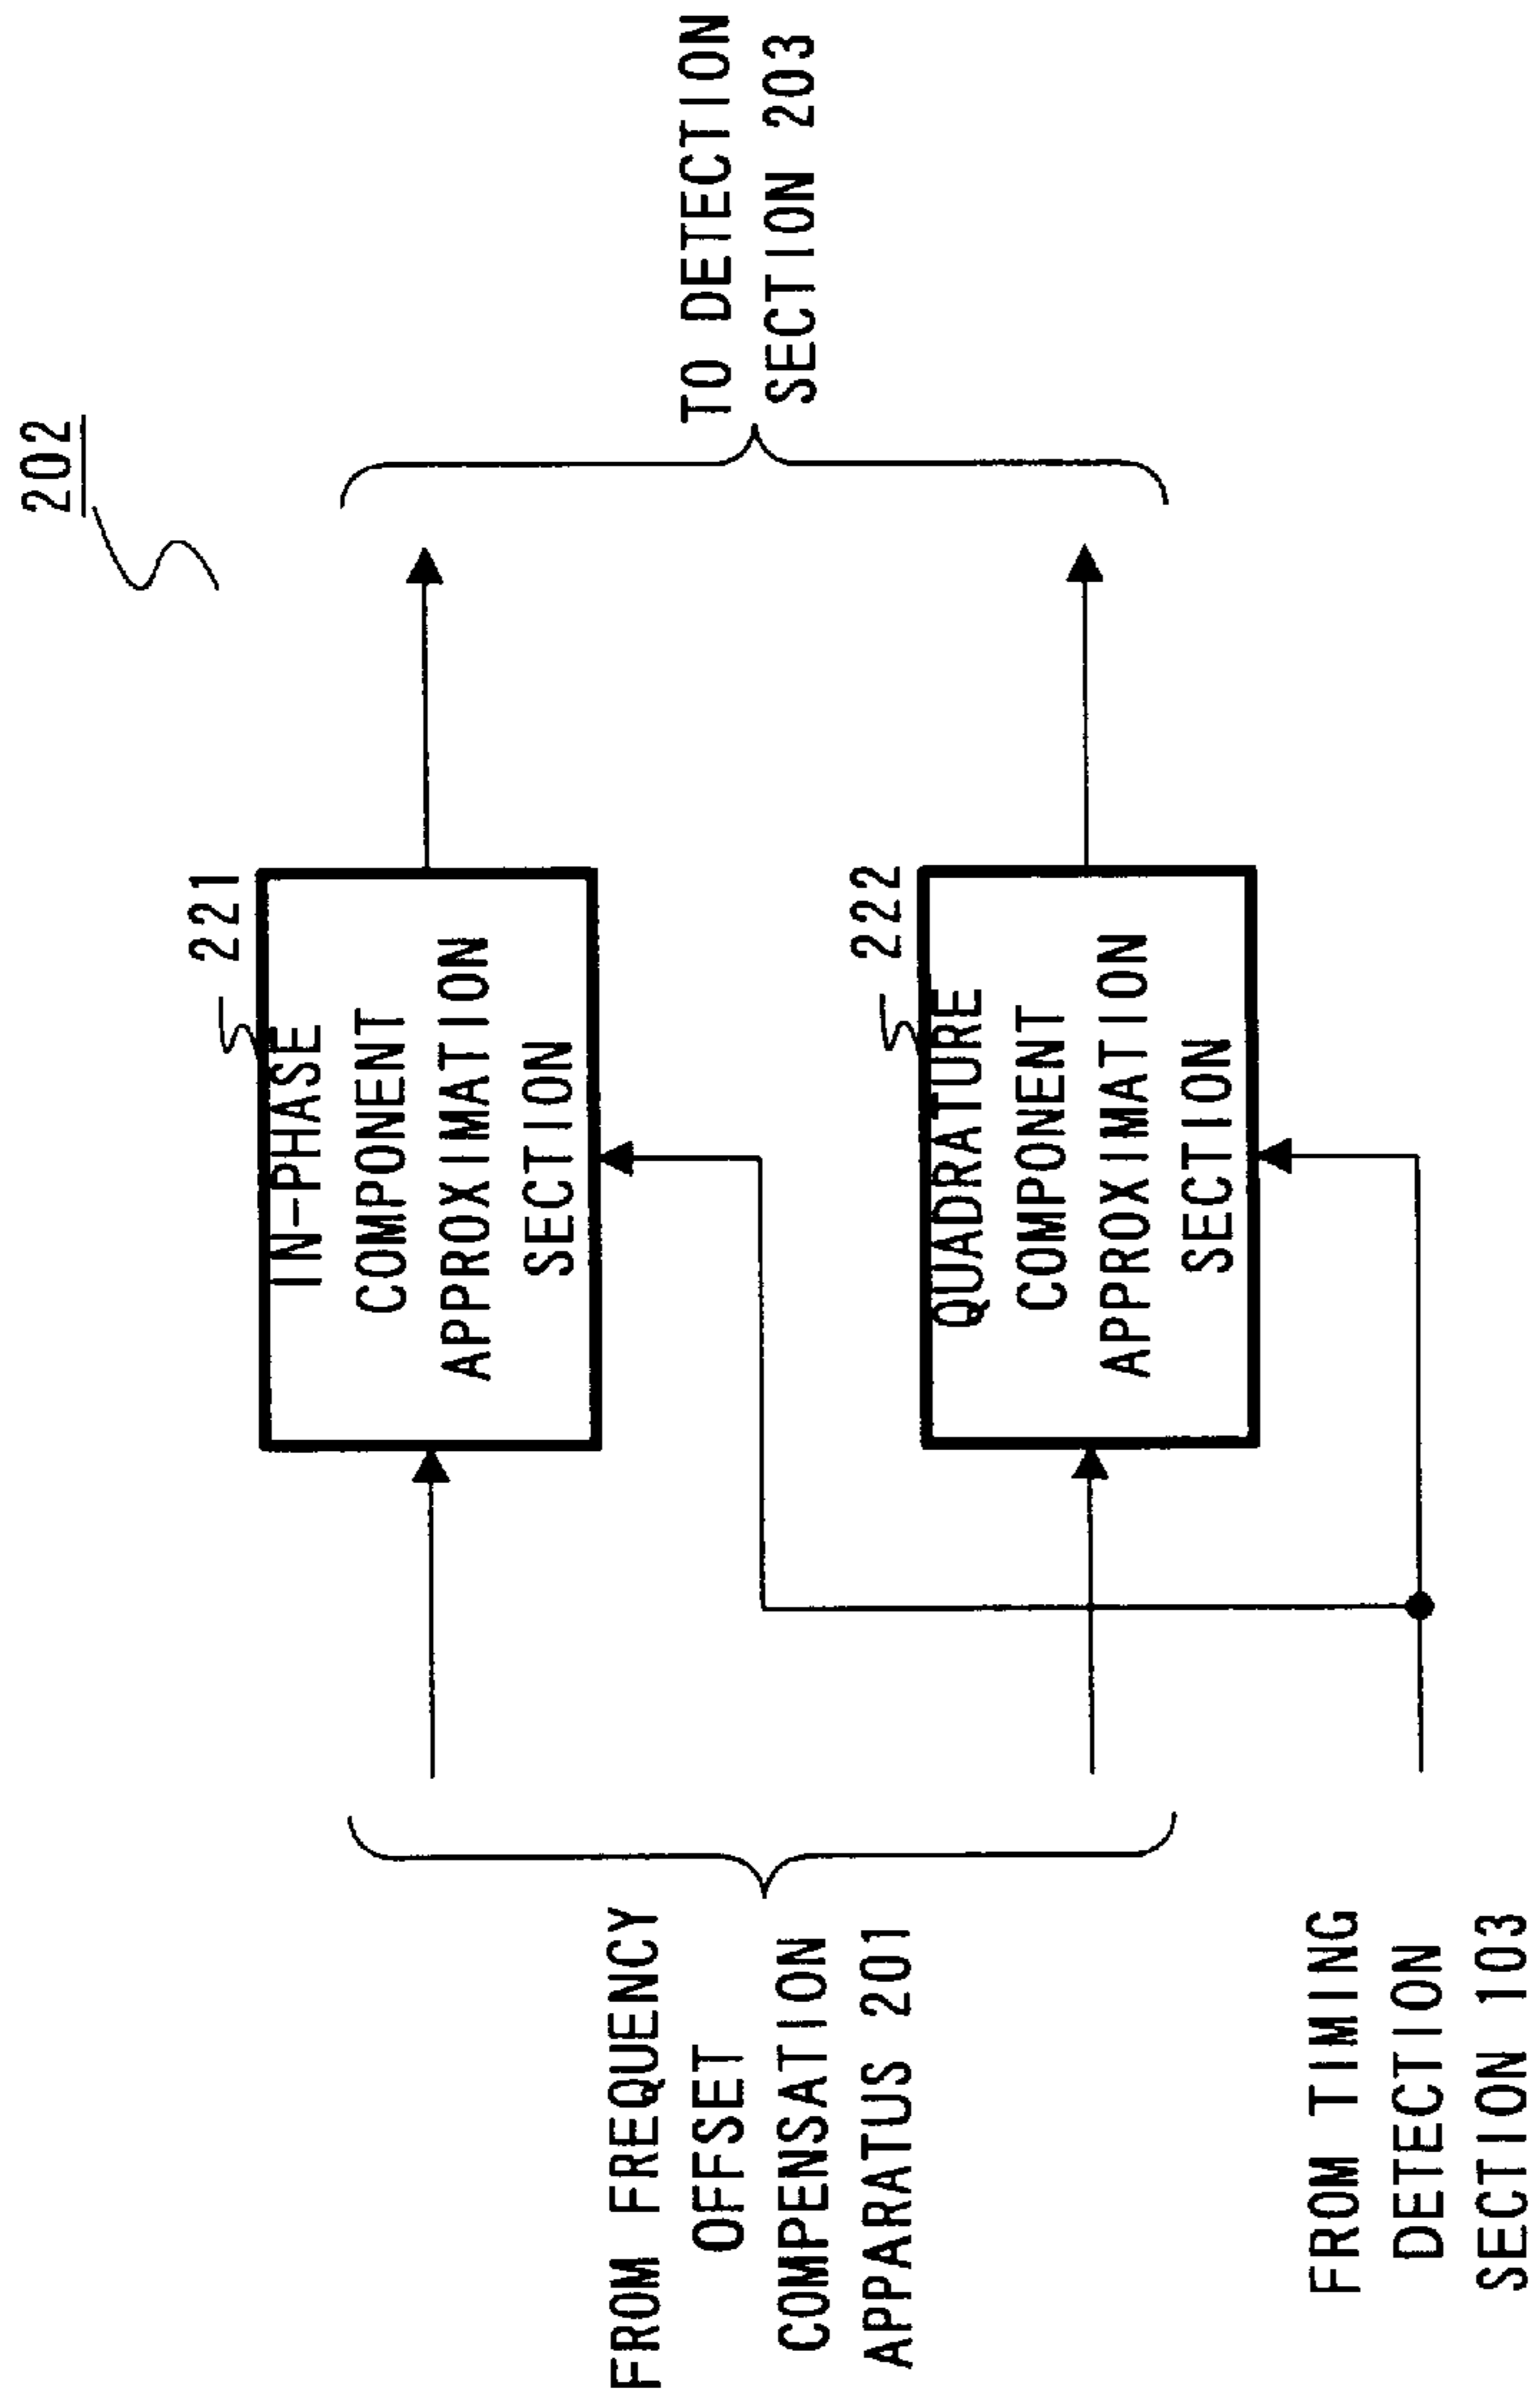 202
221
IN-PHASE
COMPONENT
APPROXIMATION
SECTION
TO DETECTION
SECTION 203
FROM FREQUENCY
OFFSET
COMPENSATION
APPARATUS 201
222
QUADRATURE
COMPONENT
APPROXIMATION
SECTION
FROM TIMING
DETECTION
SECTION 103